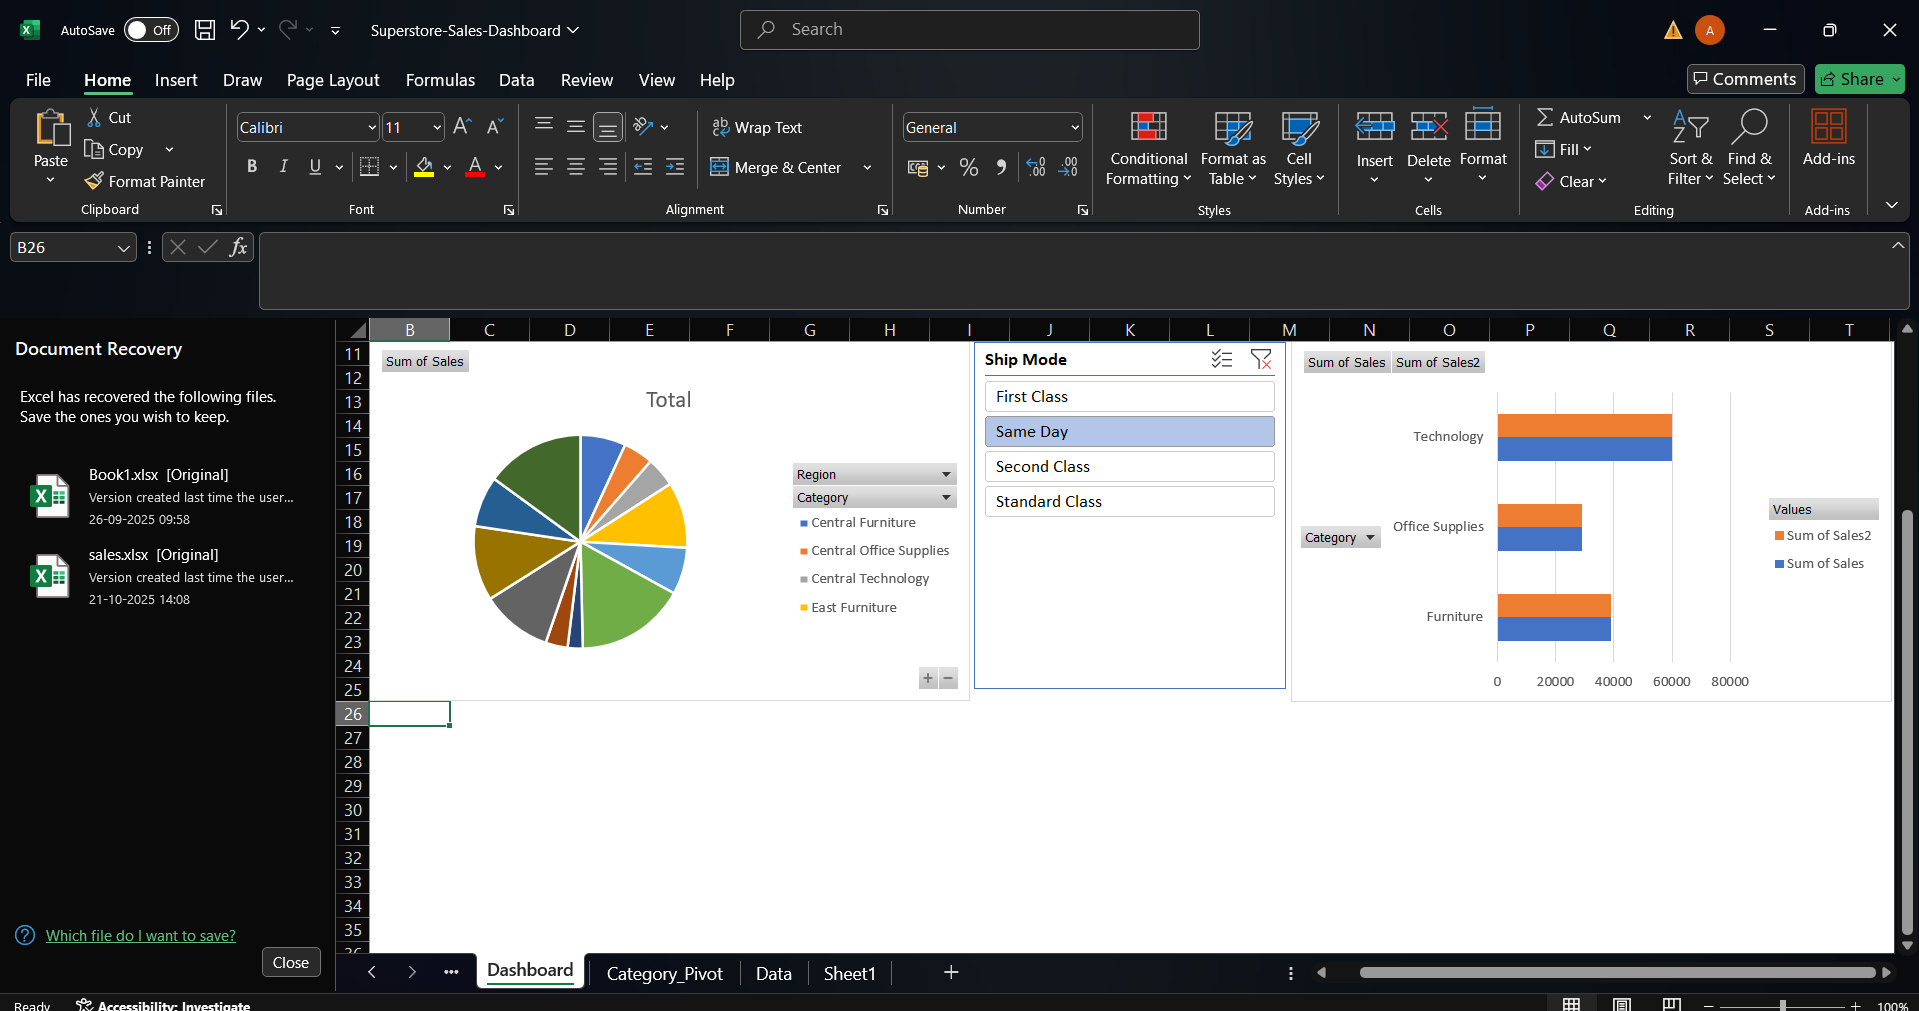 AutoSave Off Superstore-Sales-Dashboard Search A
File Home Insert Draw Page Layout Formulas Data Review View Help Comments Share
Paste Cut Copy Format Painter Clipboard
Calibri 11 B I U A Font
Wrap Text Merge & Center Alignment
General % Number
Conditional Formatting Format as Table Cell Styles Styles
Insert Delete Format Cells
AutoSum Fill Clear Sort & Filter Find & Select Editing
Add-ins Add-ins
B26 fx
Document Recovery
Excel has recovered the following files.
Save the ones you wish to keep.
Book1.xlsx [Original]
Version created last time the user...
26-09-2025 09:58
sales.xlsx [Original]
Version created last time the user...
21-10-2025 14:08
Which file do I want to save?
Close
B C D E F G H I J K L M N O P Q R S T
11
12
13
14
15
16
17
18
19
20
21
22
23
24
25
26
27
28
29
30
31
32
33
34
35
Sum of Sales
Total
Region
Category
Central Furniture
Central Office Supplies
Central Technology
East Furniture
+ −
Ship Mode
First Class
Same Day
Second Class
Standard Class
Sum of Sales Sum of Sales2
Technology
Office Supplies
Furniture
Category
0 20000 40000 60000 80000
Values
Sum of Sales2
Sum of Sales
Dashboard Category_Pivot Data Sheet1 +
Ready Accessibility: Investigate 100%